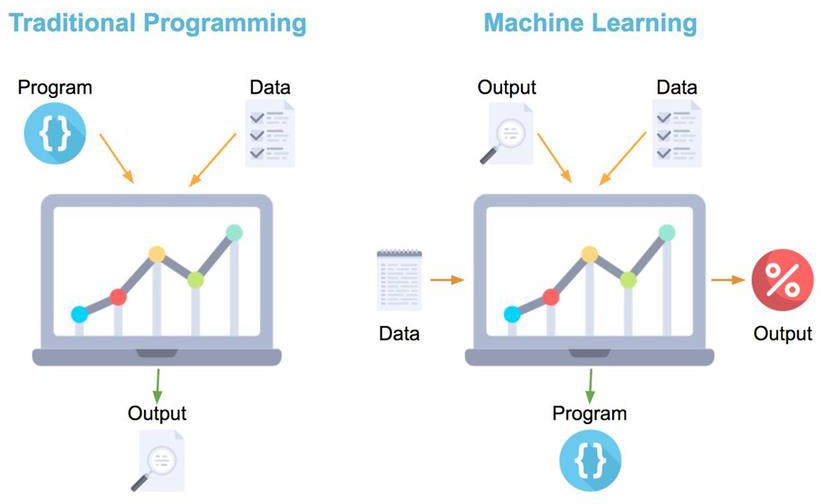 Traditional Programming
Program
Data
Output
Machine Learning
Output
Data
Data
Output
Program